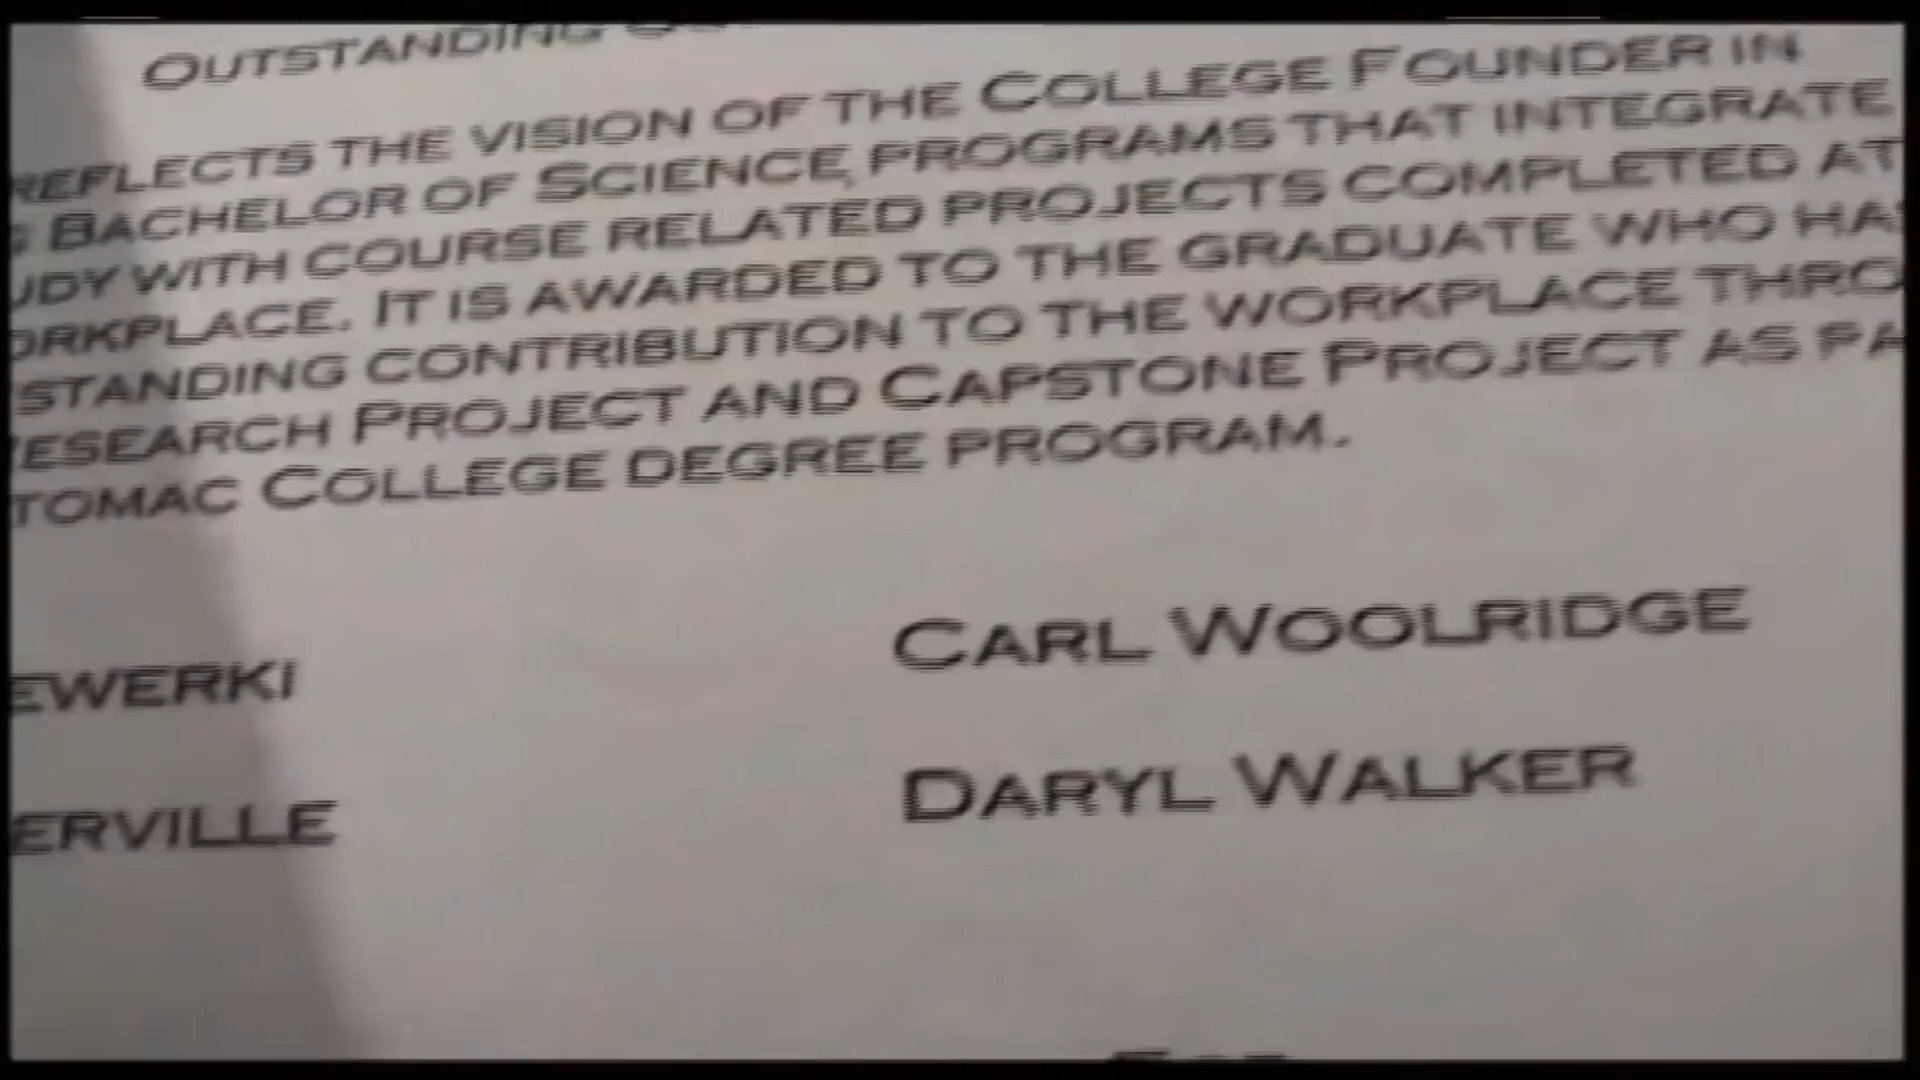 OUTSTANDING
REFLECTS THE VISION OF THE COLLEGE FOUNDER IN
BACHELOR OF SCIENCE PROGRAMS THAT INTEGRATE
UDY WITH COURSE RELATED PROJECTS COMPLETED AT
ORKPLACE. IT IS AWARDED TO THE GRADUATE WHO HAS
STANDING CONTRIBUTION TO THE WORKPLACE THRO
ESEARCH PROJECT AND CAPSTONE PROJECT AS PA
TOMAC COLLEGE DEGREE PROGRAM.
EWERKI CARL WOOLRIDGE
ERVILLE DARYL WALKER